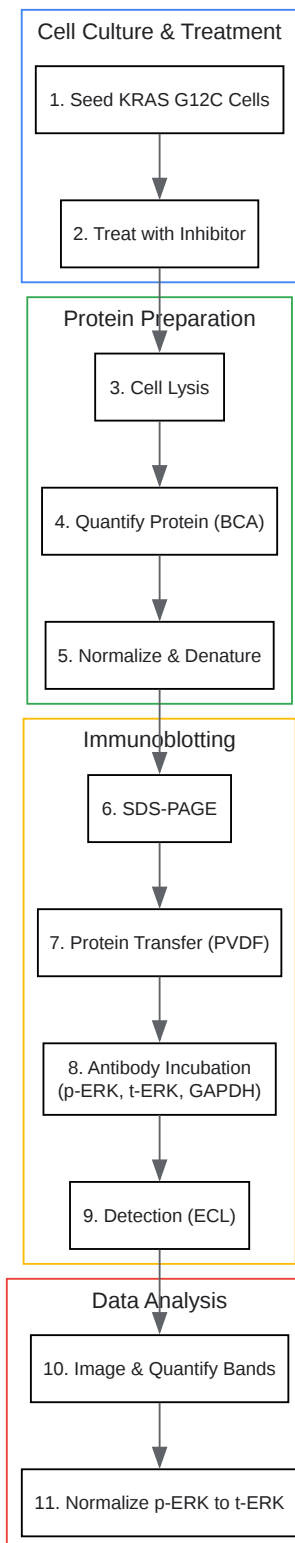 Cell Culture & Treatment
1. Seed KRAS G12C Cells
2. Treat with Inhibitor
Protein Preparation
3. Cell Lysis
4. Quantify Protein (BCA)
5. Normalize & Denature
Immunoblotting
6. SDS-PAGE
7. Protein Transfer (PVDF)
8. Antibody Incubation
(p-ERK, t-ERK, GAPDH)
9. Detection (ECL)
Data Analysis
10. Image & Quantify Bands
11. Normalize p-ERK to t-ERK